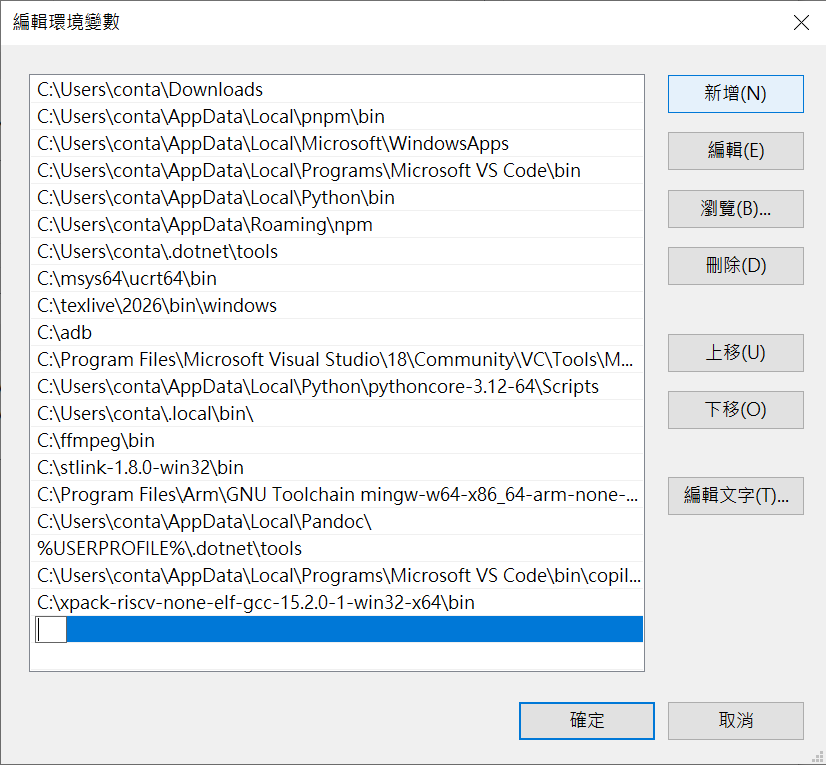 編輯環境變數
C:\Users\conta\Downloads
C:\Users\conta\AppData\Local\pnpm\bin
C:\Users\conta\AppData\Local\Microsoft\WindowsApps
C:\Users\conta\AppData\Local\Programs\Microsoft VS Code\bin
C:\Users\conta\AppData\Local\Python\bin
C:\Users\conta\AppData\Roaming\npm
C:\Users\conta\.dotnet\tools
C:\msys64\ucrt64\bin
C:\texlive\2026\bin\windows
C:\adb
C:\Program Files\Microsoft Visual Studio\18\Community\VC\Tools\M...
C:\Users\conta\AppData\Local\Python\pythoncore-3.12-64\Scripts
C:\Users\conta\.local\bin\
C:\ffmpeg\bin
C:\stlink-1.8.0-win32\bin
C:\Program Files\Arm\GNU Toolchain mingw-w64-x86_64-arm-none-...
C:\Users\conta\AppData\Local\Pandoc\
%USERPROFILE%\.dotnet\tools
C:\Users\conta\AppData\Local\Programs\Microsoft VS Code\bin\copil...
C:\xpack-riscv-none-elf-gcc-15.2.0-1-win32-x64\bin
新增(N)
編輯(E)
瀏覽(B)...
刪除(D)
上移(U)
下移(O)
編輯文字(T)...
確定
取消